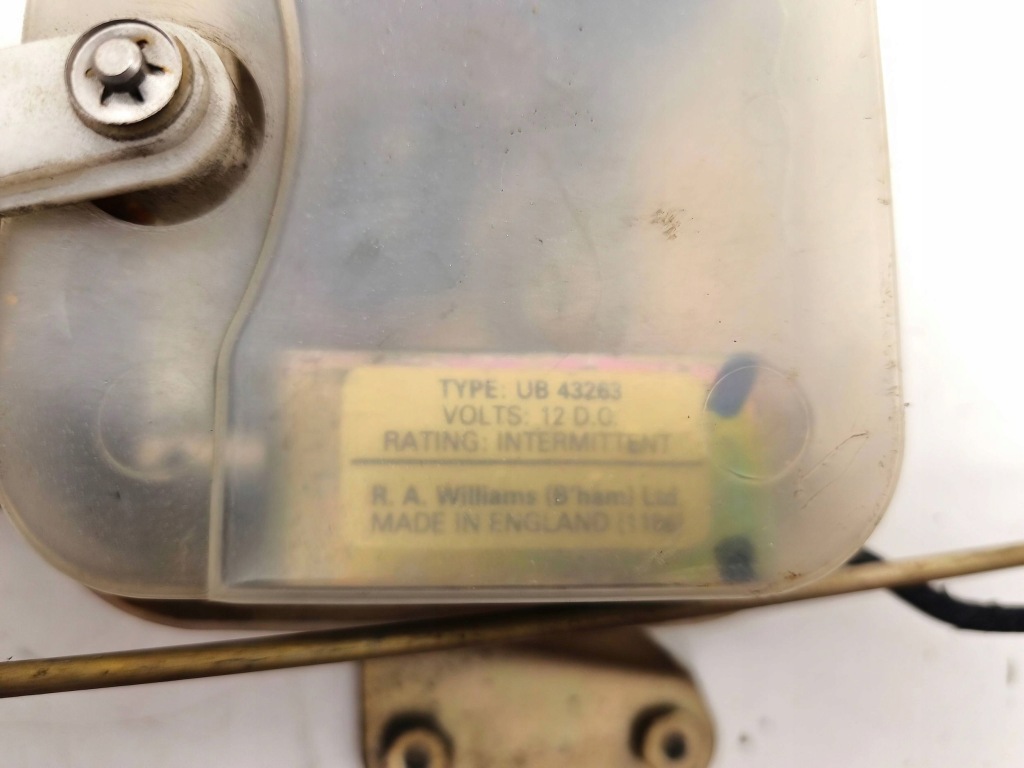 TYPE: UB 43263
VOLTS: 12 D.C.
RATING: INTERMITTENT
R. A. Williams (B'ham) Ltd
MADE IN ENGLAND